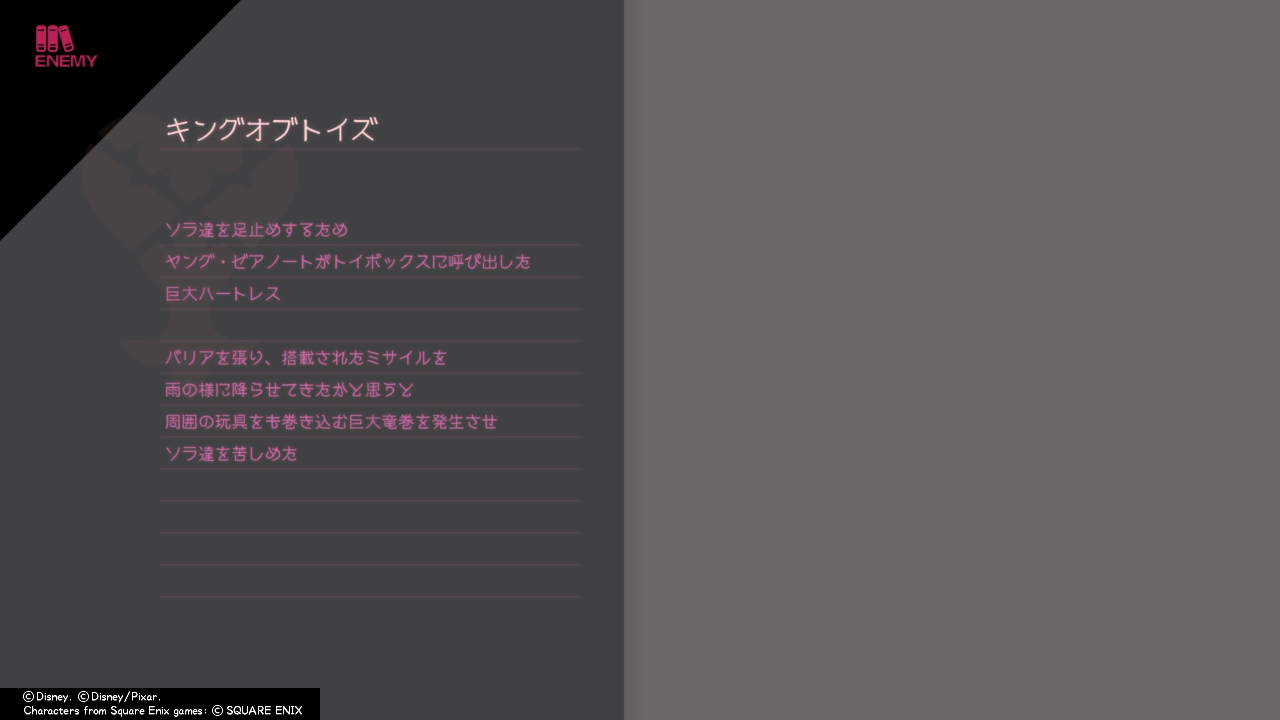 ENEMY
キングオブトイズ
ソラ達を足止めするため
ヤング・ゼアノートがトイボックスに呼び出した
巨大ハートレス
バリアを張り、搭載されたミサイルを
雨の様に降らせてきたかと思うと
周囲の玩具をも巻き込む巨大竜巻を発生させ
ソラ達を苦しめた
©Disney. ©Disney/Pixar.
Characters from Square Enix games: © SQUARE ENIX